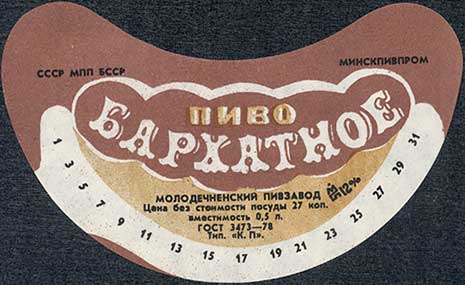 СССР МПП БССР
МИНСКПИВПРОМ
ПИВО
БАРХАТНОЕ
МОЛОДЕЧНЕНСКИЙ ПИВЗАВОД
12%
Цена без стоимости посуды 27 коп.
вместимость 0,5 л.
ГОСТ 3473—78
Тип. «К. П».
1 3 5 7 9 11 13 15 17 19 21 23 25 27 29 31